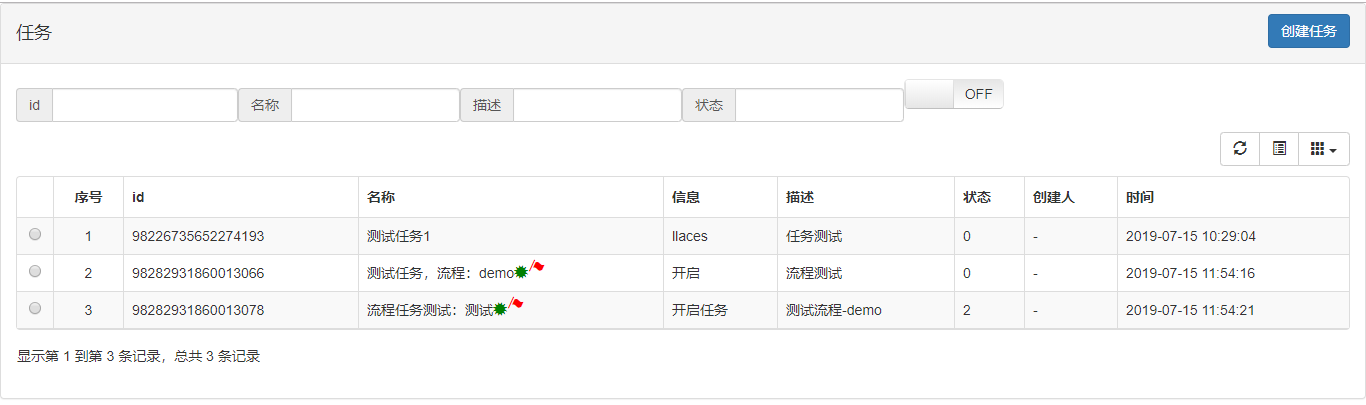 任务 创建任务
id 名称 描述 状态 OFF
序号 id 名称 信息 描述 状态 创建人 时间
1 98226735652274193 测试任务1 llaces 任务测试 0 - 2019-07-15 10:29:04
2 98282931860013066 测试任务，流程：demo 开启 流程测试 0 - 2019-07-15 11:54:16
3 98282931860013078 流程任务测试：测试 开启任务 测试流程-demo 2 - 2019-07-15 11:54:21
显示第 1 到第 3 条记录，总共 3 条记录